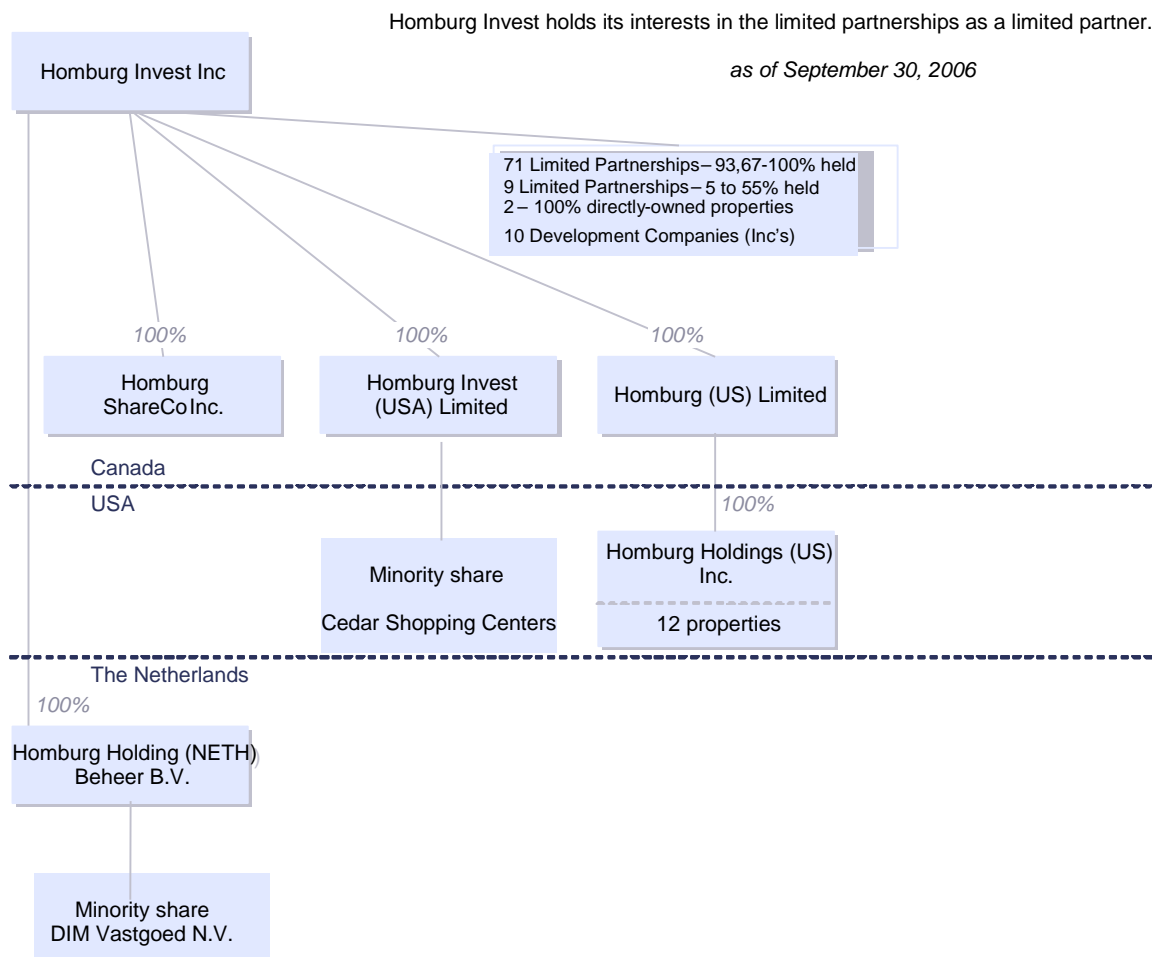 Homburg Invest holds its interests in the limited partnerships as a limited partner.
Homburg Invest Inc
as of September 30, 2006
71 Limited Partnerships – 93,67-100% held
9 Limited Partnerships – 5 to 55% held
2 – 100% directly-owned properties
10 Development Companies (Inc's)
100%
100%
100%
Homburg
ShareCo Inc.
Homburg Invest
(USA) Limited
Homburg (US) Limited
Canada
USA
100%
Minority share
Cedar Shopping Centers
Homburg Holdings (US)
Inc.
12 properties
The Netherlands
100%
Homburg Holding (NETH)
Beheer B.V.
Minority share
DIM Vastgoed N.V.